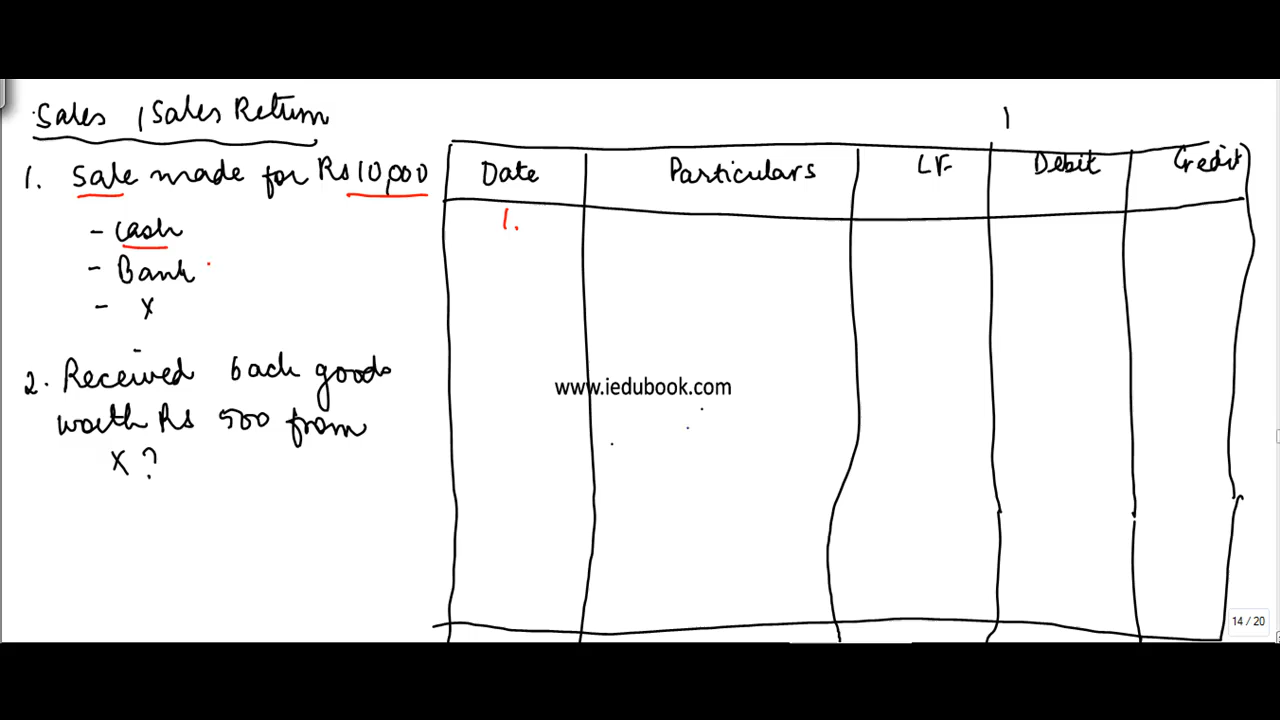 Sales / Sales Return
1. Sale made for Rs 10,000
- Cash
- Bank
- X
2. Received back goods
worth Rs 500 from
X ?
1
Date Particulars LF Debit Credit
1.
www.iedubook.com
14 / 20